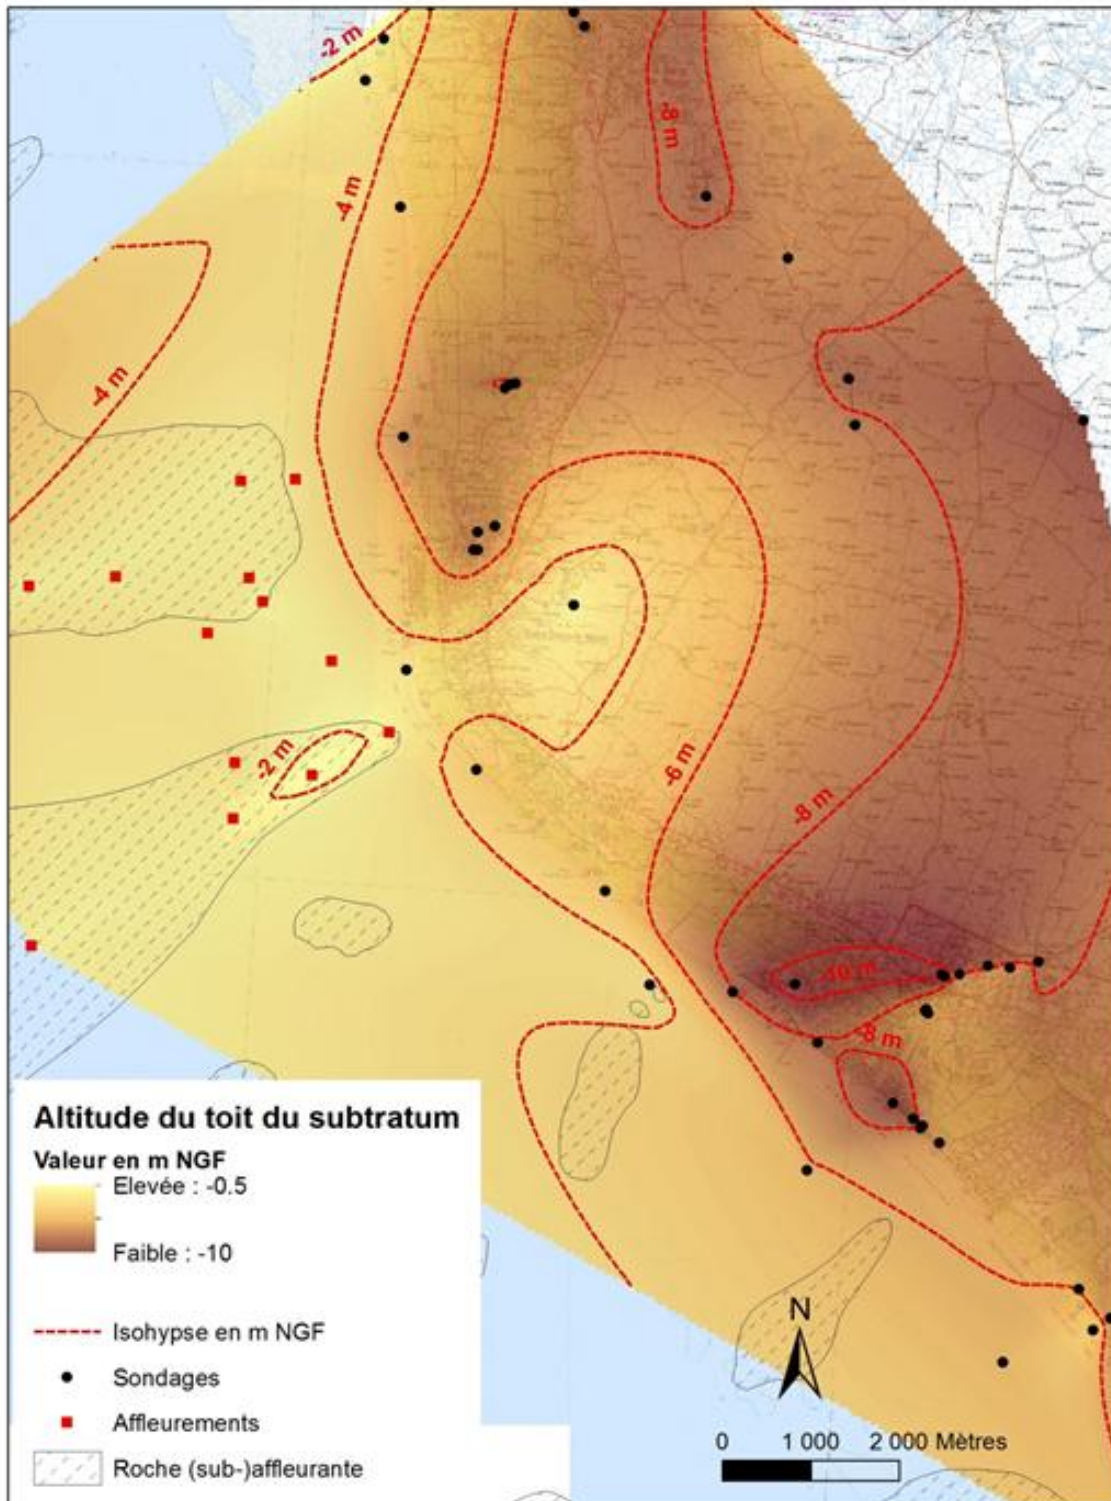 -2 m
-8 m
-4 m
-4 m
-2 m
-6 m
-8 m
-10 m
-8 m
Altitude du toit du subtratum
Valeur en m NGF
Elevée : -0.5
Faible : -10
Isohypse en m NGF
Sondages
Affleurements
Roche (sub-)affleurante
N
0 1 000 2 000 Mètres